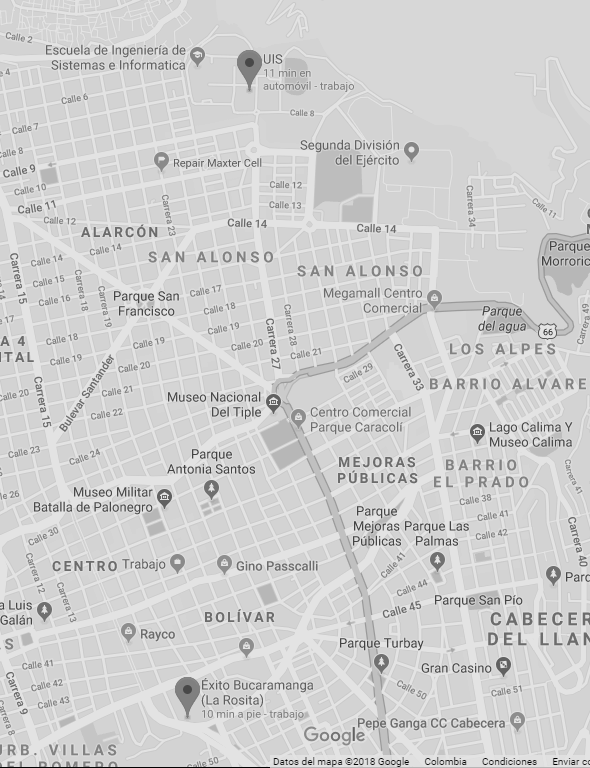 Calle 2
Escuela de Ingeniería de
Sistemas e Informatica
UIS
11 min en
automóvil - trabajo
Calle 4
Calle 6
Calle 8
Calle 7
Calle 8
Calle 9
Repair Maxter Cell
Segunda División
del Ejército
Calle 10
Calle 11
Calle 12
Calle 12
Calle 13
Carrera 23
Carrera 34
Calle 11
Calle 14
Calle 14
ALARCÓN
Calle 14
SAN ALONSO
SAN ALONSO
Calle 14
Calle 15
Calle 16
Carrera 15
Carrera 18
Carrera 19
Parque San
Francisco
Calle 17
Calle 18
Calle 19
Calle 20
Megamall Centro
Comercial
Parque
Morroric
Parque
del agua
66
Carrera 28
Carrera 27
Calle 21
LOS ALPES
Calle 19
Calle 20
Calle 21
Calle 22
Bulevar Santander
Carrera 15
Calle 29
Carrera 33
BARRIO ALVARE
Museo Nacional
Del Tiple
Centro Comercial
Parque Caracolí
Lago Calima Y
Museo Calima
Calle 23
Calle 24
Parque
Antonia Santos
MEJORAS
PÚBLICAS
BARRIO
EL PRADO
Carrera 41
Museo Militar
Batalla de Palonegro
Calle 30
Parque
Mejoras
Públicas
Parque Las
Palmas
Calle 38
Calle 41
Calle 42
Carrera 40
CENTRO
Trabajo
Gino Passcalli
Carrera 12
Carrera 13
Calle 41
Calle 44
Calle 45
Parque San Pío
a Luis
Galán
BOLÍVAR
Rayco
CABECER
DEL LLAN
Parque Turbay
Gran Casino
Calle 41
Calle 42
Calle 43
Carrera 9
Carrera 8
Éxito Bucaramanga
(La Rosita)
10 min a pie - trabajo
Calle 50
Calle 51
Pepe Ganga CC Cabecera
Google
URB. VILLAS
DEL ROMERO
Calle 50
Datos del mapa ©2018 Google
Colombia
Condiciones
Enviar co